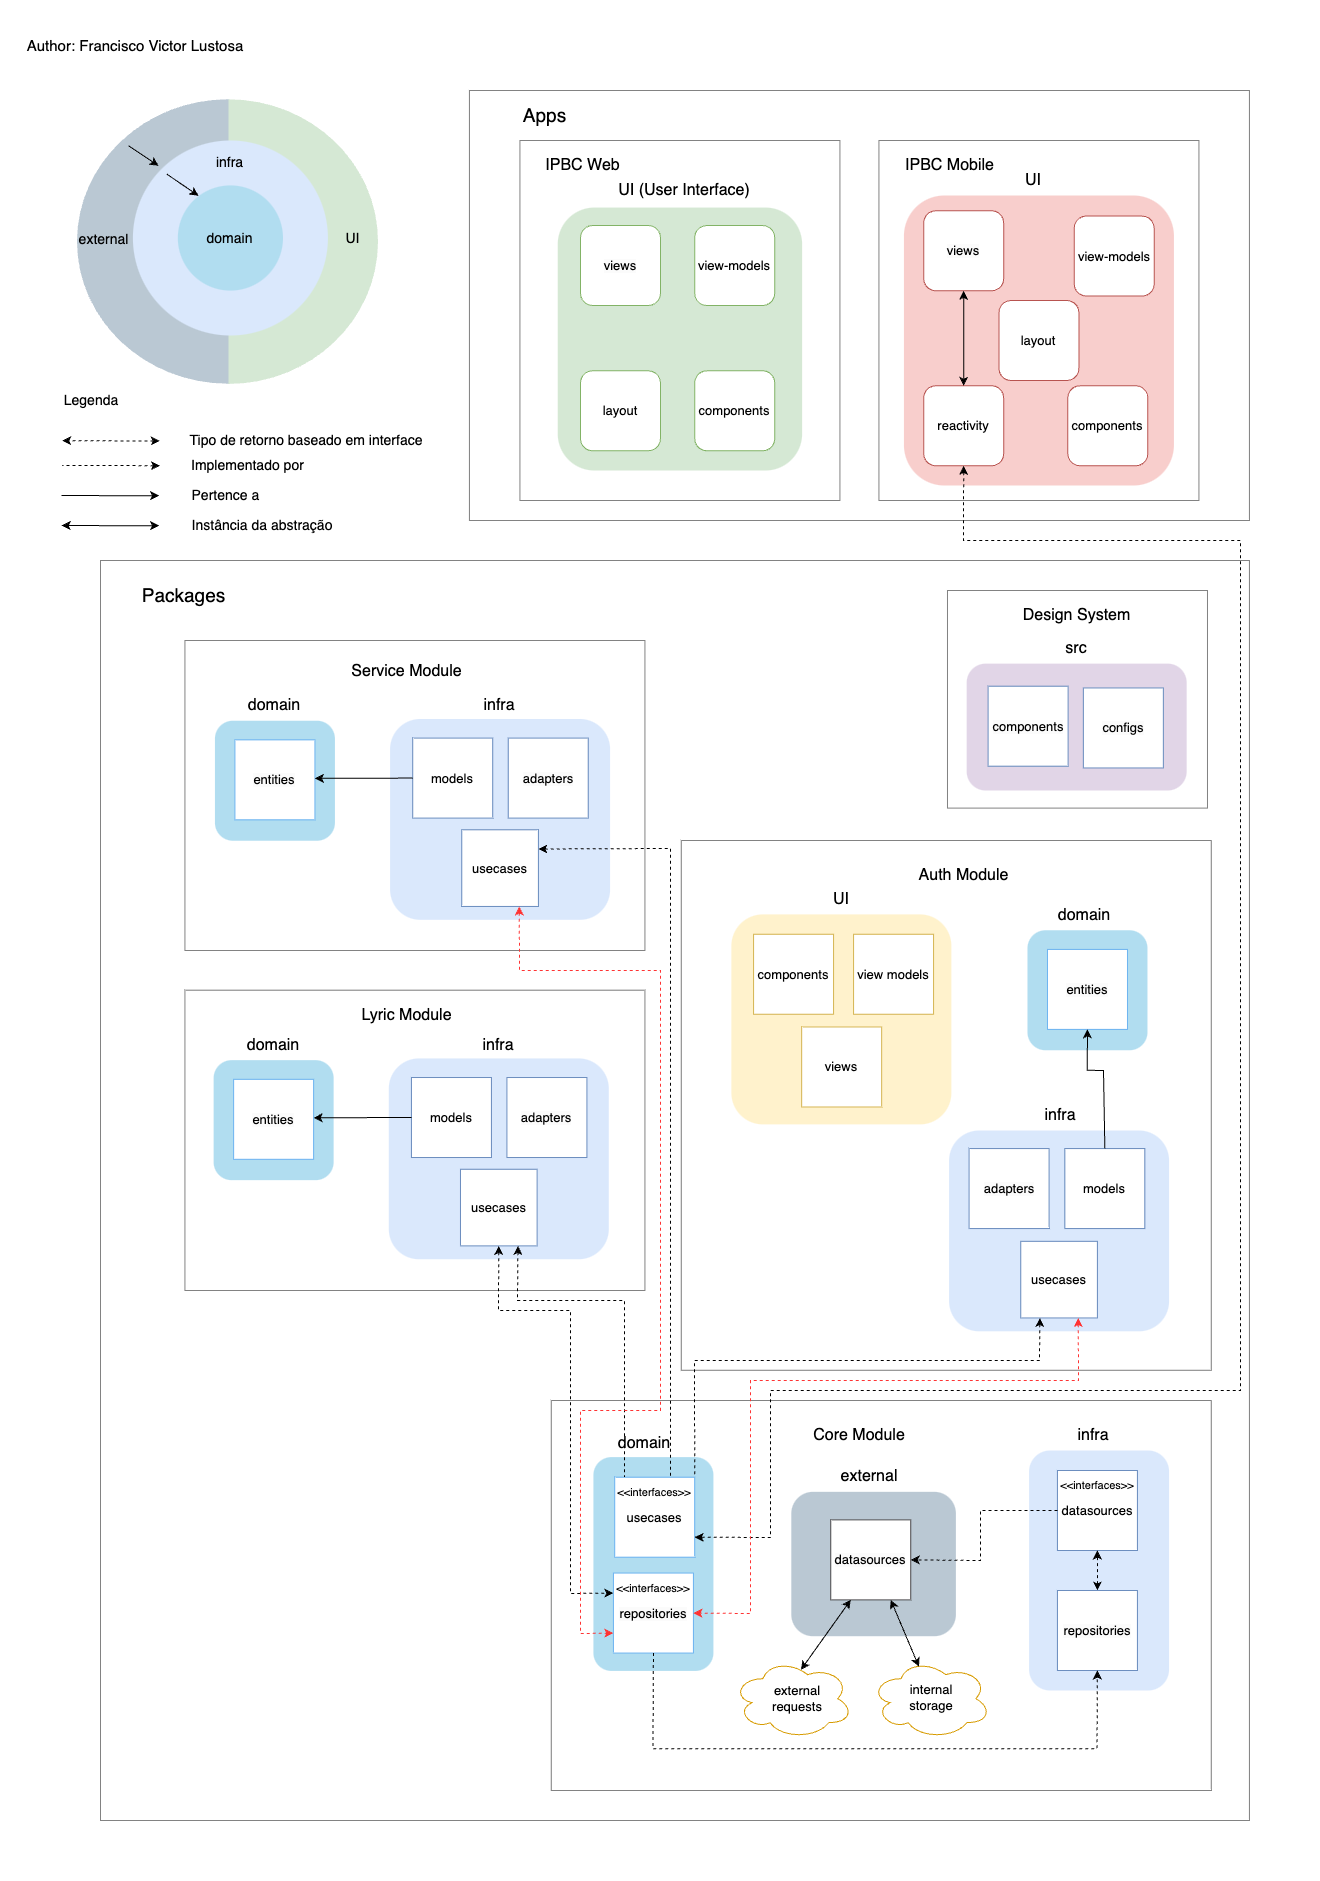 Author: Francisco Victor Lustosa
infra
external
domain
UI
Legenda
Tipo de retorno baseado em interface
Implementado por
Pertence a
Instância da abstração
Apps
IPBC Web
UI (User Interface)
views
view-models
layout
components
IPBC Mobile
UI
views
view-models
layout
reactivity
components
Packages
Design System
src
components
configs
Service Module
domain
infra
entities
models
adapters
usecases
Auth Module
UI
components
view models
views
domain
entities
infra
adapters
models
usecases
Lyric Module
domain
infra
entities
models
adapters
usecases
Core Module
domain
<<interfaces>>
usecases
<<interfaces>>
repositories
external
datasources
external
requests
internal
storage
infra
<<interfaces>>
datasources
repositories